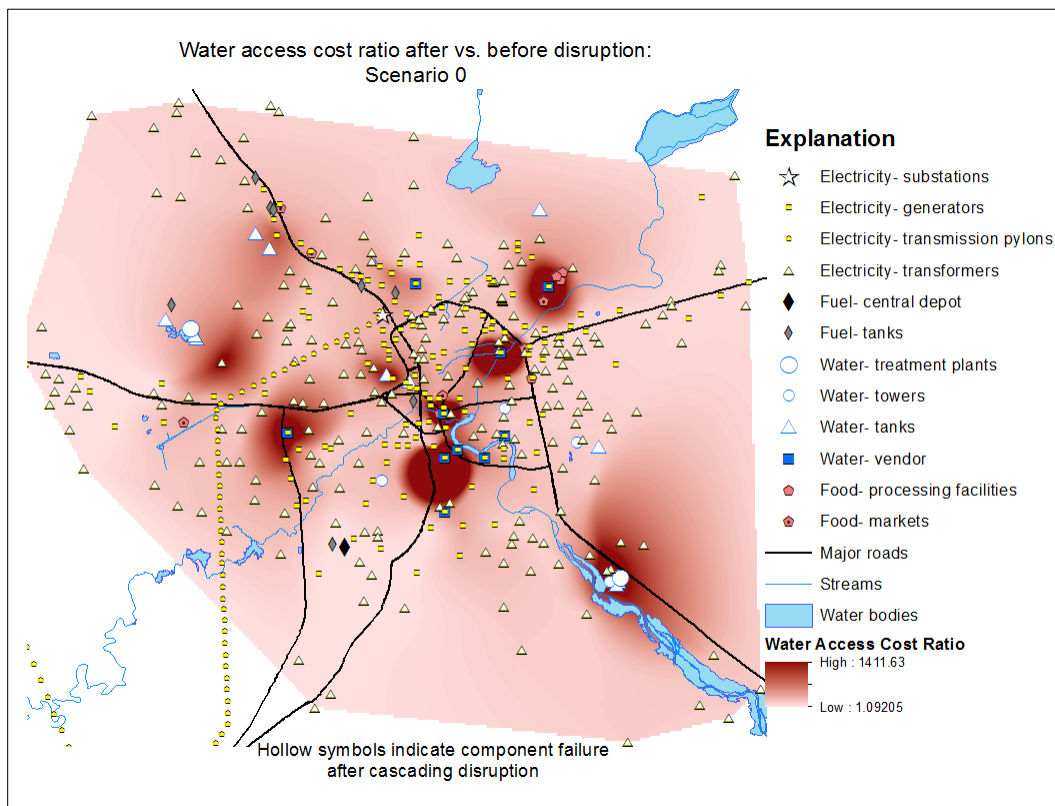 Water access cost ratio after vs. before disruption:
Scenario 0
Explanation
Electricity- substations
Electricity- generators
Electricity- transmission pylons
Electricity- transformers
Fuel- central depot
Fuel- tanks
Water- treatment plants
Water- towers
Water- tanks
Water- vendor
Food- processing facilities
Food- markets
Major roads
Streams
Water bodies
Water Access Cost Ratio
High : 1411.63
Low : 1.09205
Hollow symbols indicate component failure
after cascading disruption